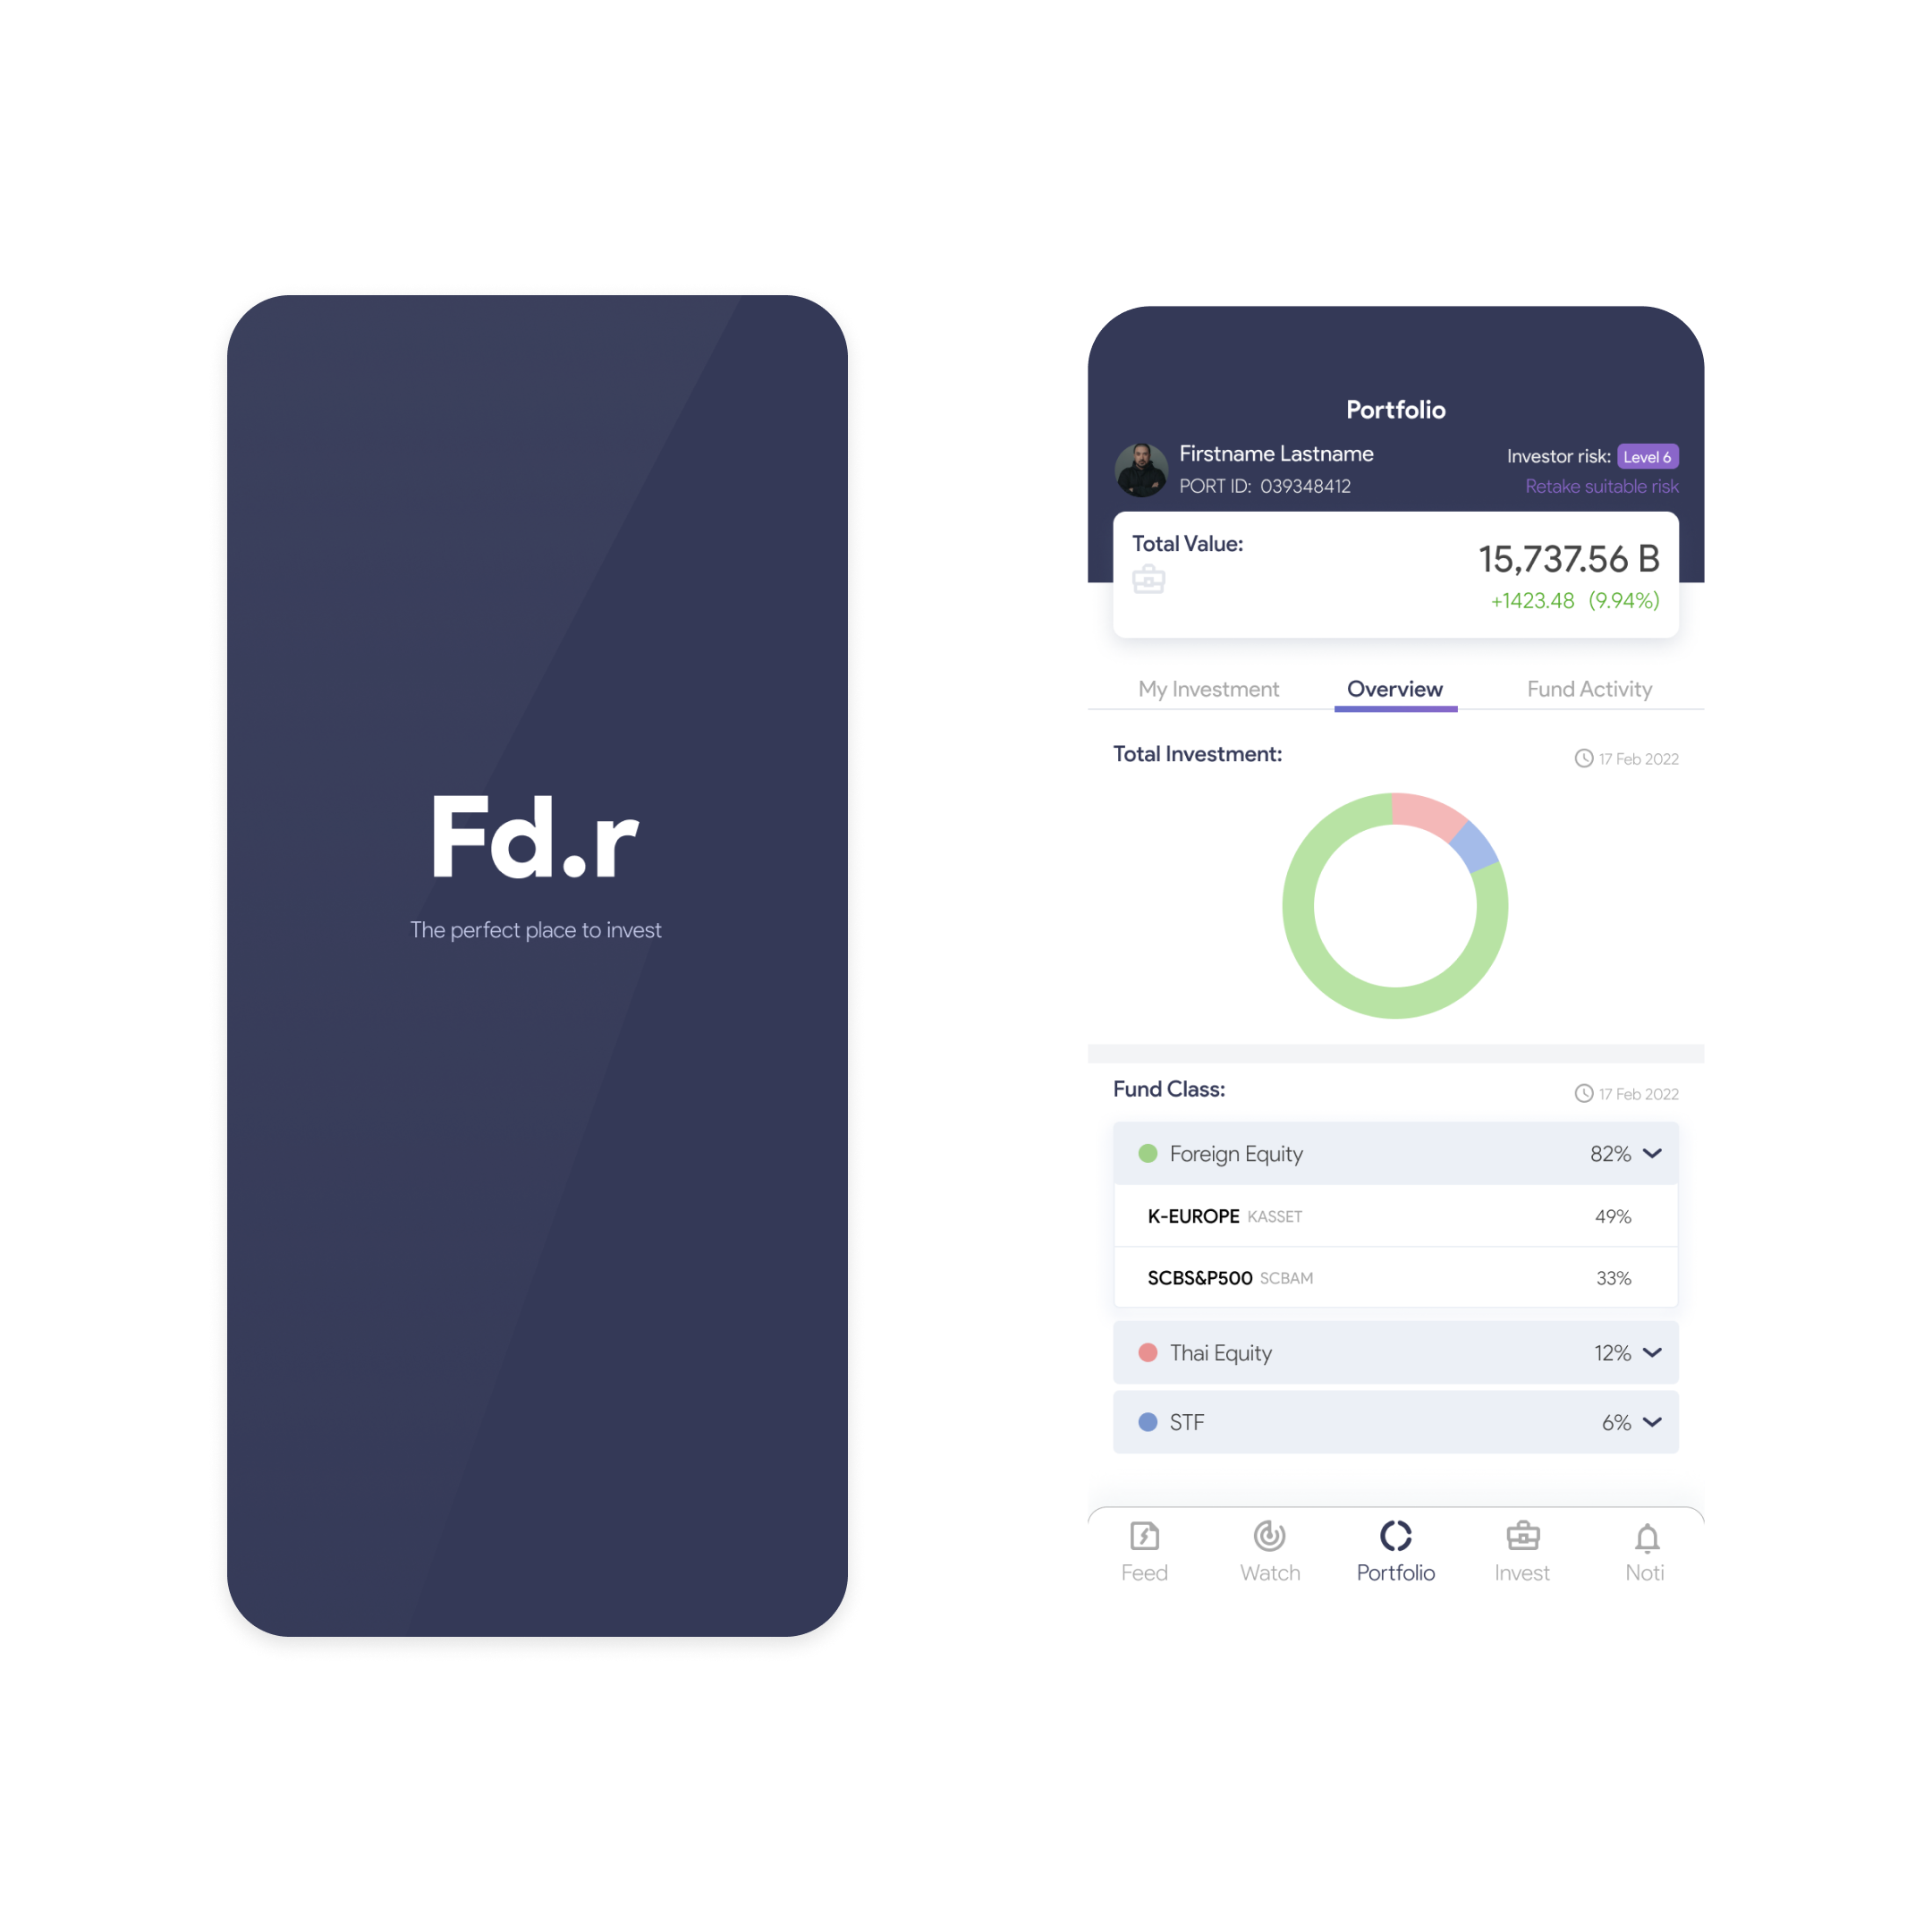 Fd.r
The perfect place to invest
Portfolio
Firstname Lastname
PORT ID: 039348412
Investor risk: Level 6
Retake suitable risk
Total Value:
15,737.56 B
+1423.48 (9.94%)
My Investment Overview Fund Activity
Total Investment: 17 Feb 2022
Fund Class: 17 Feb 2022
Foreign Equity 82%
K-EUROPE KASSET 49%
SCBS&P500 SCBAM 33%
Thai Equity 12%
STF 6%
Feed Watch Portfolio Invest Noti